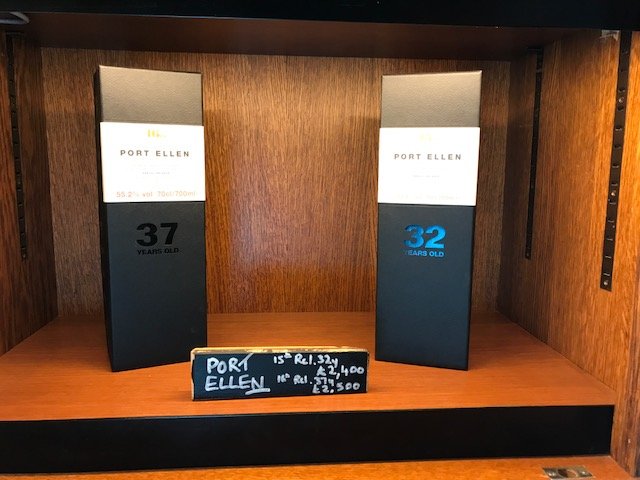 PORT ELLEN
55.2% vol 70cl/700ml
37
YEARS OLD
PORT ELLEN
32
YEARS OLD
PORT
ELLEN
15th Rel. 32y
£2,400
16th Rel. 37y
£2,500